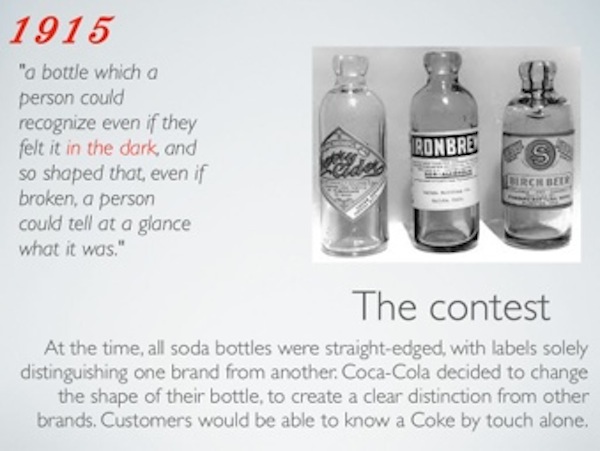 1915
"a bottle which a
person could
recognize even if they
felt it in the dark, and
so shaped that, even if
broken, a person
could tell at a glance
what it was."
Cider
IRONBREW
S
BIRCH BEER
The contest
At the time, all soda bottles were straight-edged, with labels solely
distinguishing one brand from another. Coca-Cola decided to change
the shape of their bottle, to create a clear distinction from other
brands. Customers would be able to know a Coke by touch alone.